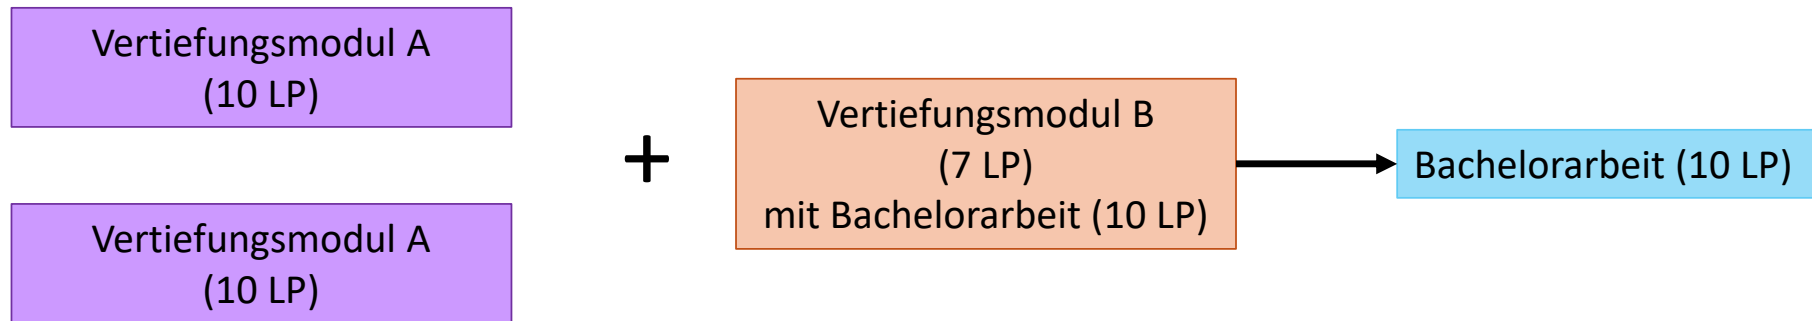 Vertiefungsmodul A
(10 LP)
Vertiefungsmodul A
(10 LP)
+
Vertiefungsmodul B
(7 LP)
mit Bachelorarbeit (10 LP)
Bachelorarbeit (10 LP)